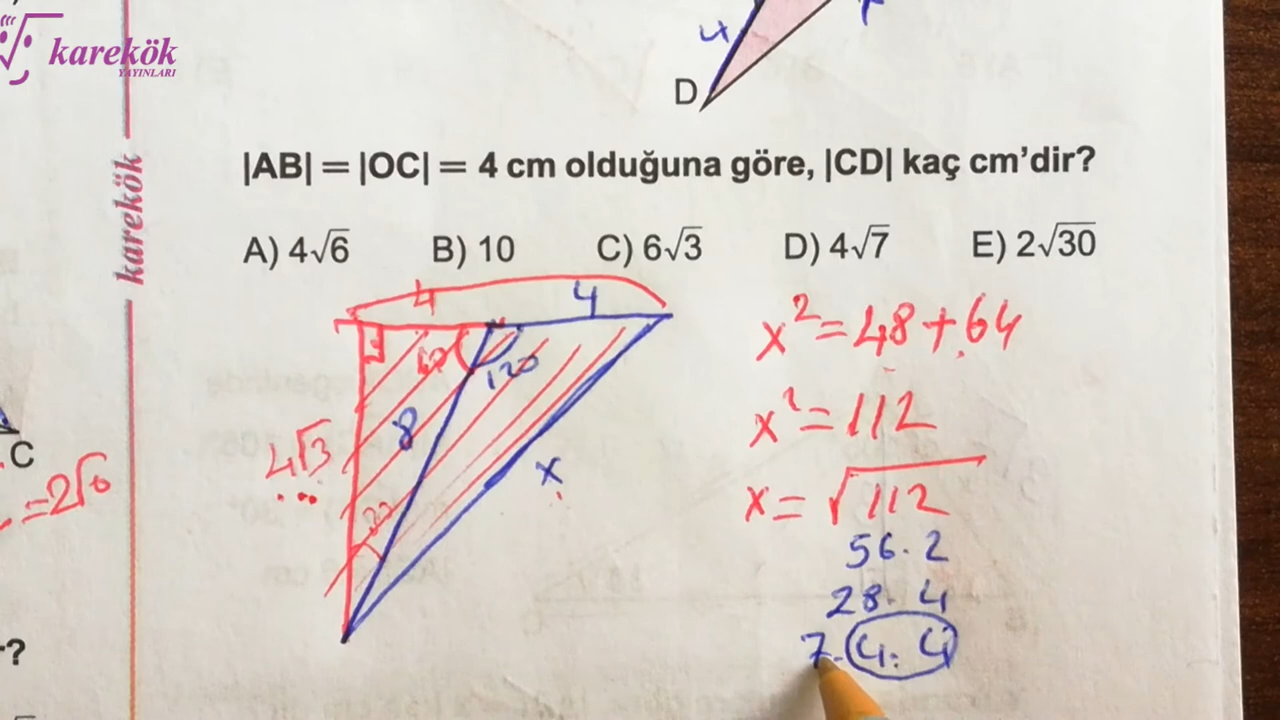 karekök
YAYINLARI
karekök
4
D
|AB| = |OC| = 4 cm olduğuna göre, |CD| kaç cm'dir?
A) 4√6 B) 10 C) 6√3 D) 4√7 E) 2√30
4 4
60 120
8
4√3
x
30
x² = 48 + 64
x² = 112
x = √112
56 . 2
28 . 4
7 . 4 . 4
C
= 2√6
?